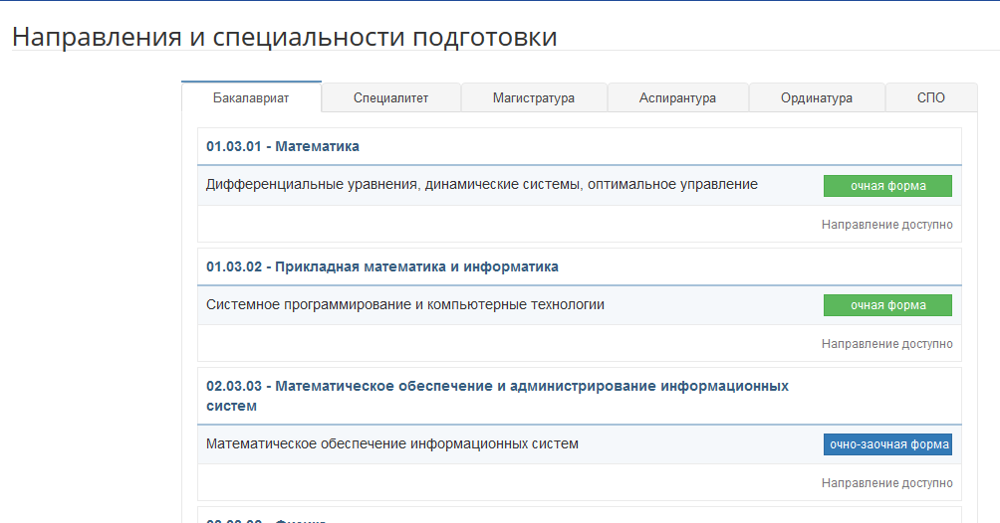 Направления и специальности подготовки
Бакалавриат Специалитет Магистратура Аспирантура Ординатура СПО
01.03.01 - Математика
Дифференциальные уравнения, динамические системы, оптимальное управление очная форма
Направление доступно
01.03.02 - Прикладная математика и информатика
Системное программирование и компьютерные технологии очная форма
Направление доступно
02.03.03 - Математическое обеспечение и администрирование информационных
систем
Математическое обеспечение информационных систем очно-заочная форма
Направление доступно